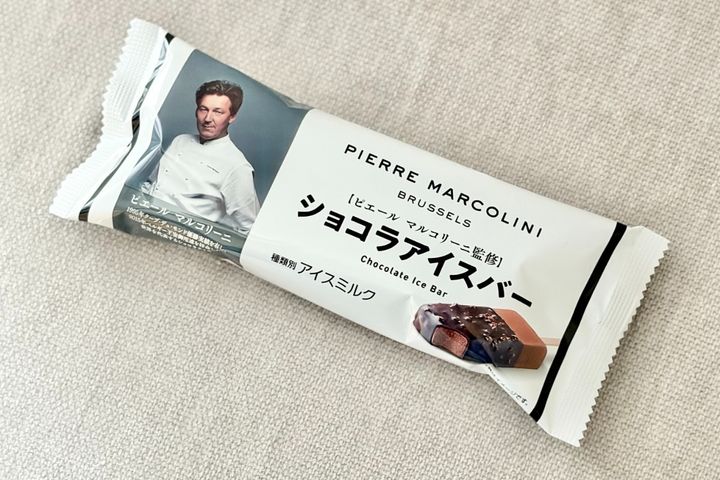 ピエール マルコリーニ
PIERRE MARCOLINI
BRUSSELS
[ピエール マルコリーニ監修]
ショコラアイスバー
Chocolate Ice Bar
種類別 アイスミルク